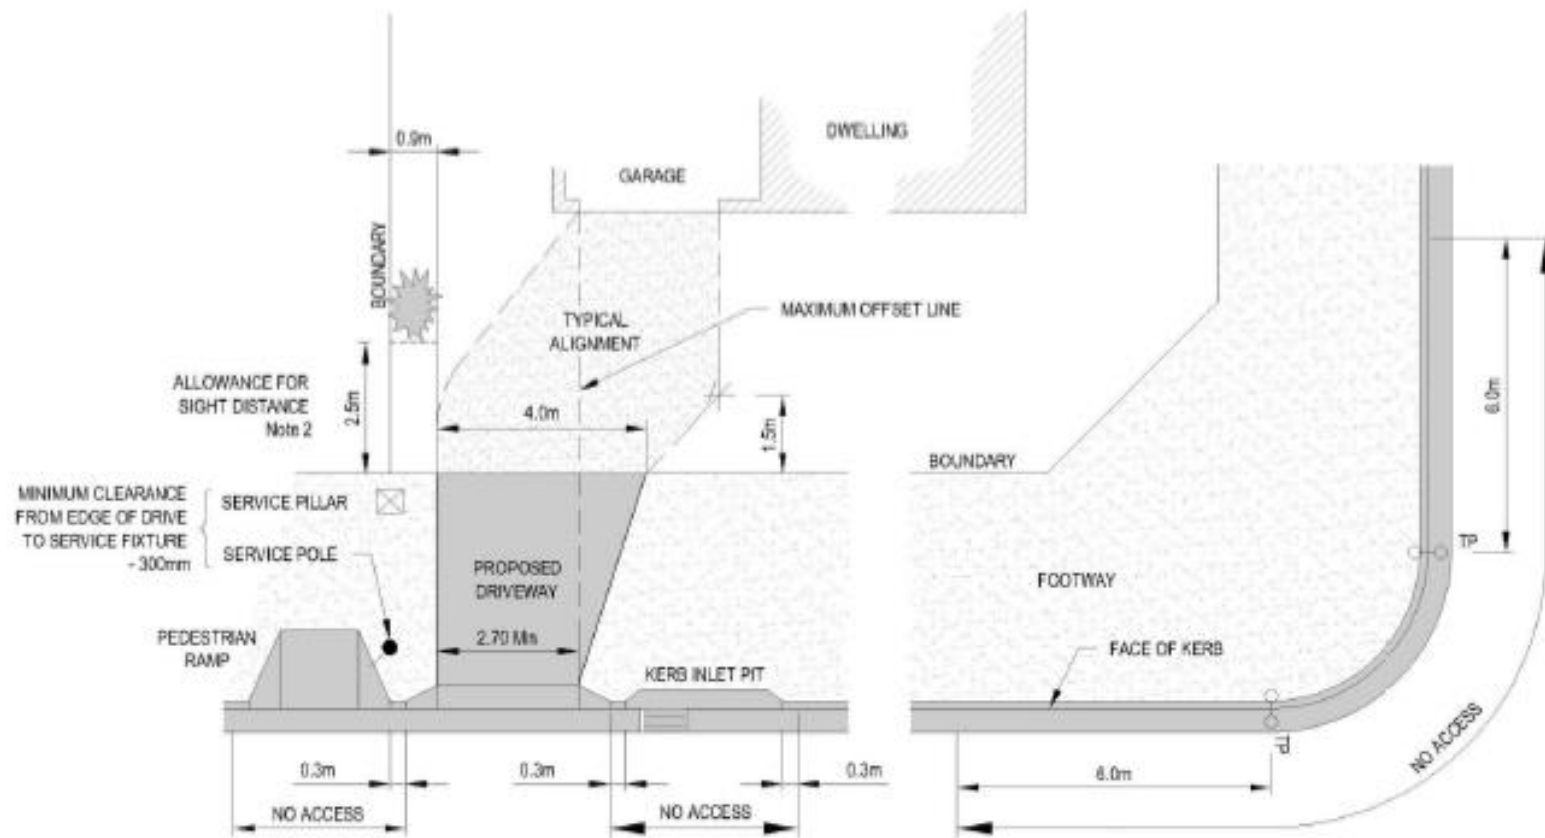 0.9m
DWELLING
GARAGE
BOUNDARY
MAXIMUM OFFSET LINE
TYPICAL
ALIGNMENT
ALLOWANCE FOR
SIGHT DISTANCE
Note 2
2.5m
4.0m
1.5m
6.0m
BOUNDARY
MINIMUM CLEARANCE
FROM EDGE OF DRIVE
TO SERVICE FIXTURE
- 300mm
SERVICE PILLAR
SERVICE POLE
PROPOSED
DRIVEWAY
FOOTWAY
TP
PEDESTRIAN
RAMP
2.70 Min
KERB INLET PIT
FACE OF KERB
TP
NO ACCESS
0.3m
0.3m
0.3m
6.0m
NO ACCESS
NO ACCESS